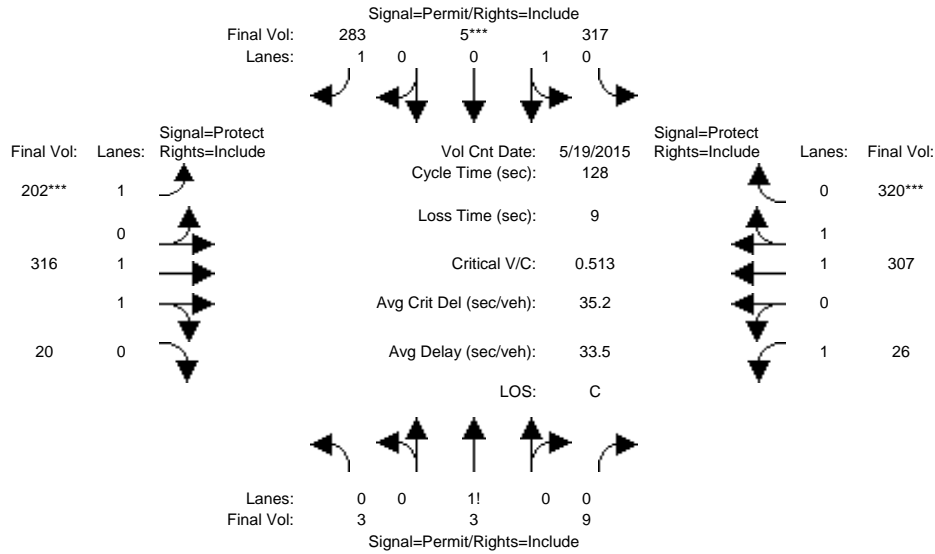 Signal=Permit/Rights=Include
Final Vol: 283 5*** 317
Lanes: 1 0 0 1 0
Signal=Protect Signal=Protect
Final Vol: Lanes: Rights=Include Vol Cnt Date: 5/19/2015 Rights=Include Lanes: Final Vol:
Cycle Time (sec): 128
202*** 1 0 320***
Loss Time (sec): 9
0 1
316 1 Critical V/C: 0.513 1 307
1 Avg Crit Del (sec/veh): 35.2 0
20 0 Avg Delay (sec/veh): 33.5 1 26
LOS: C
Lanes: 0 0 1! 0 0
Final Vol: 3 3 9
Signal=Permit/Rights=Include